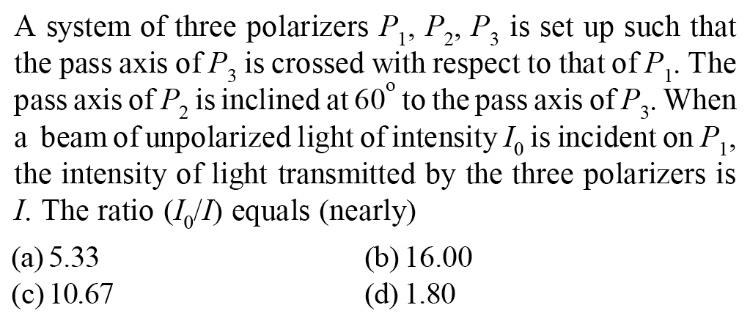 A system of three polarizers P₁, P₂, P₃ is set up such that
the pass axis of P₃ is crossed with respect to that of P₁. The
pass axis of P₂ is inclined at 60° to the pass axis of P₃. When
a beam of unpolarized light of intensity I₀ is incident on P₁,
the intensity of light transmitted by the three polarizers is
I. The ratio (I₀/I) equals (nearly)
(a) 5.33 (b) 16.00
(c) 10.67 (d) 1.80